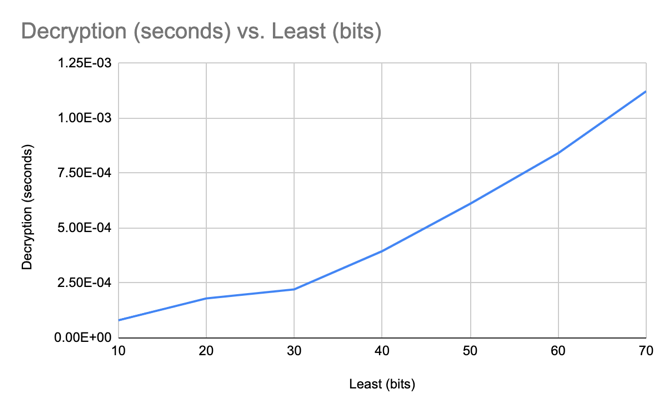 Decryption (seconds) vs. Least (bits)
1.25E-03
1.00E-03
7.50E-04
5.00E-04
2.50E-04
0.00E+00
Decryption (seconds)
10 20 30 40 50 60 70
Least (bits)